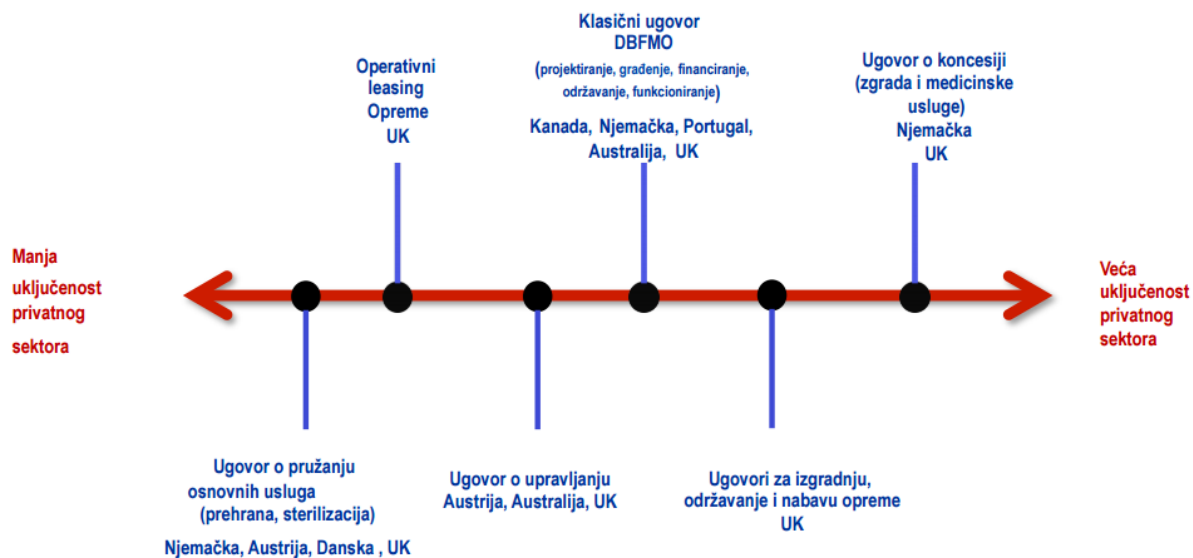 Klasični ugovor
DBFMO
(projektiranje, građenje, financiranje,
održavanje, funkcioniranje)
Kanada, Njemačka, Portugal,
Australija, UK
Operativni
leasing
Opreme
UK
Ugovor o koncesiji
(zgrada i medicinske
usluge)
Njemačka
UK
Manja
uključenost
privatnog
sektora
Veća
uključenost
privatnog
sektora
Ugovor o pružanju
osnovnih usluga
(prehrana, sterilizacija)
Njemačka, Austrija, Danska , UK
Ugovor o upravljanju
Austrija, Australija, UK
Ugovori za izgradnju,
održavanje i nabavu opreme
UK